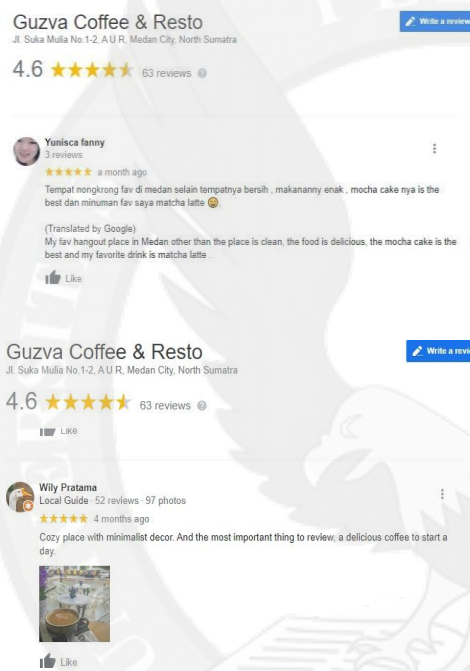 Guzva Coffee & Resto
Write a review
Jl. Suka Mulia No.1-2, A U R, Medan City, North Sumatra
4.6 63 reviews
Yunisca fanny
3 reviews
a month ago
Tempat nongkrong fav di medan selain tempatnya bersih , makananny enak , mocha cake nya is the
best dan minuman fav saya matcha latte
(Translated by Google)
My fav hangout place in Medan other than the place is clean, the food is delicious, the mocha cake is the
best and my favorite drink is matcha latte .
Like
Guzva Coffee & Resto
Write a revie
Jl. Suka Mulia No.1-2, A U R, Medan City, North Sumatra
4.6 63 reviews
Like
Wily Pratama
Local Guide · 52 reviews · 97 photos
4 months ago
Cozy place with minimalist decor. And the most important thing to review, a delicious coffee to start a
day.
Like